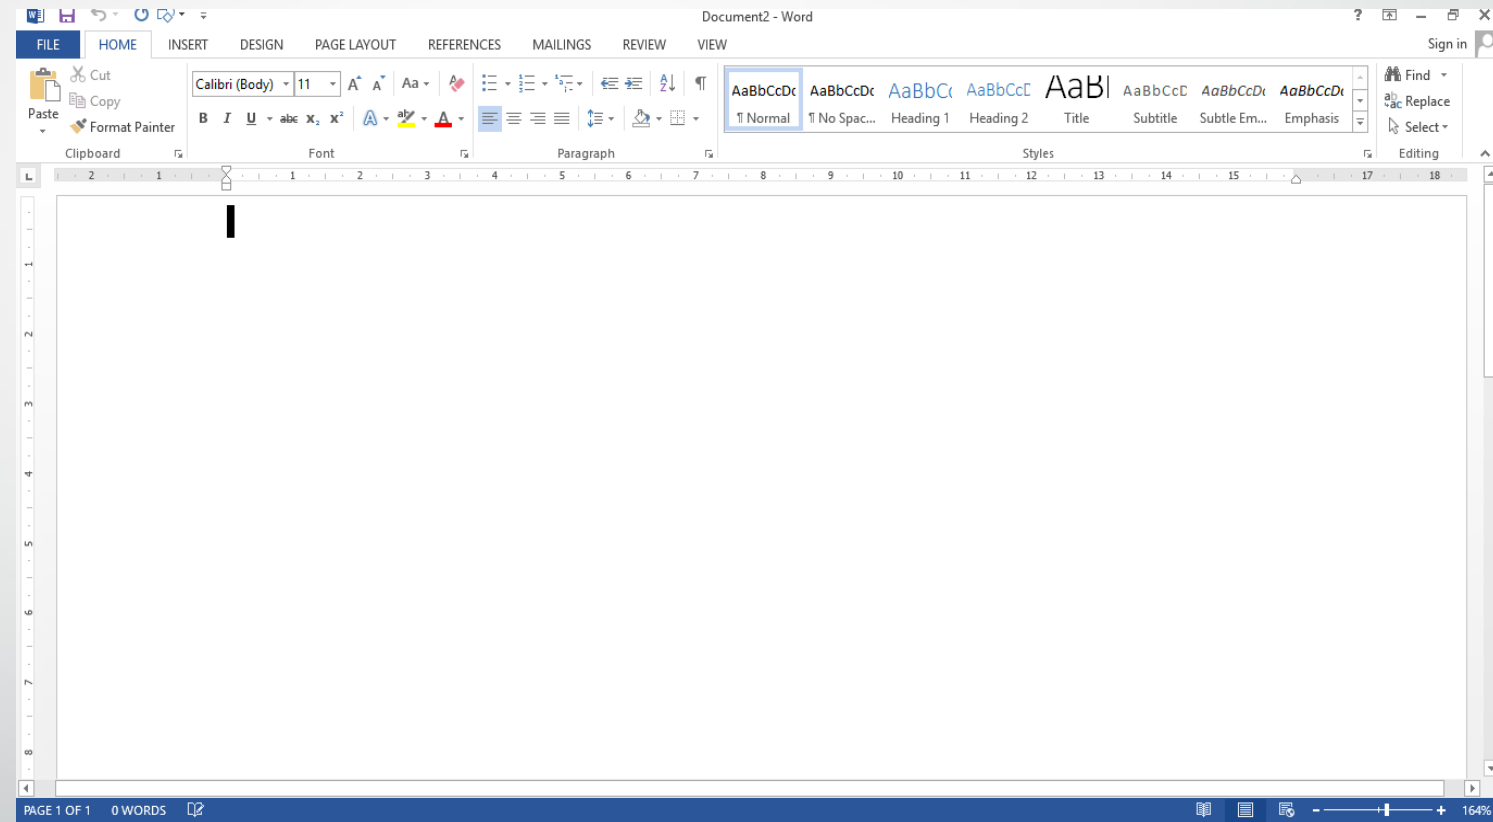 Document2 - Word
FILE HOME INSERT DESIGN PAGE LAYOUT REFERENCES MAILINGS REVIEW VIEW Sign in
Paste
Cut
Copy
Format Painter
Clipboard
Calibri (Body) 11
Font
Paragraph
AaBbCcDc AaBbCcDc AaBbCc AaBbCcD AaB AaBbCcD AaBbCcDc AaBbCcDc
¶ Normal ¶ No Spac... Heading 1 Heading 2 Title Subtitle Subtle Em... Emphasis
Styles
Find
Replace
Select
Editing
2 1 1 2 3 4 5 6 7 8 9 10 11 12 13 14 15 17 18
1
2
3
4
5
6
7
8
PAGE 1 OF 1 0 WORDS 164%